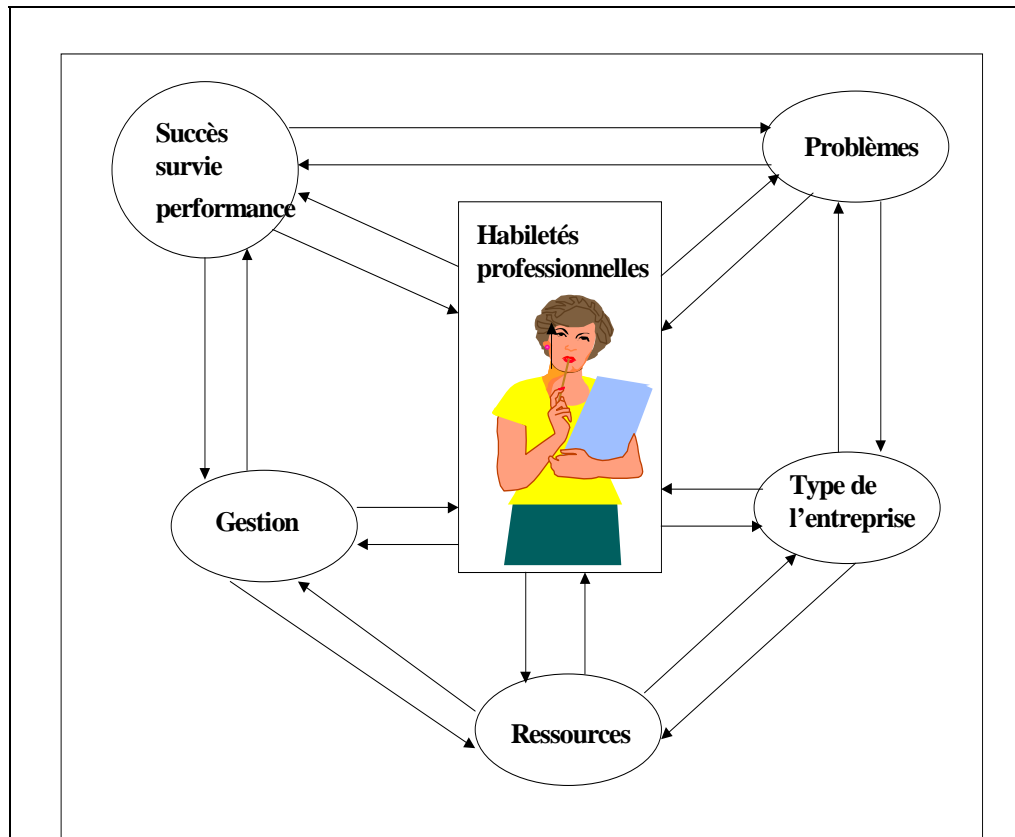 Succès
survie
performance
Problèmes
Habiletés
professionnelles
Gestion
Type de
l’entreprise
Ressources